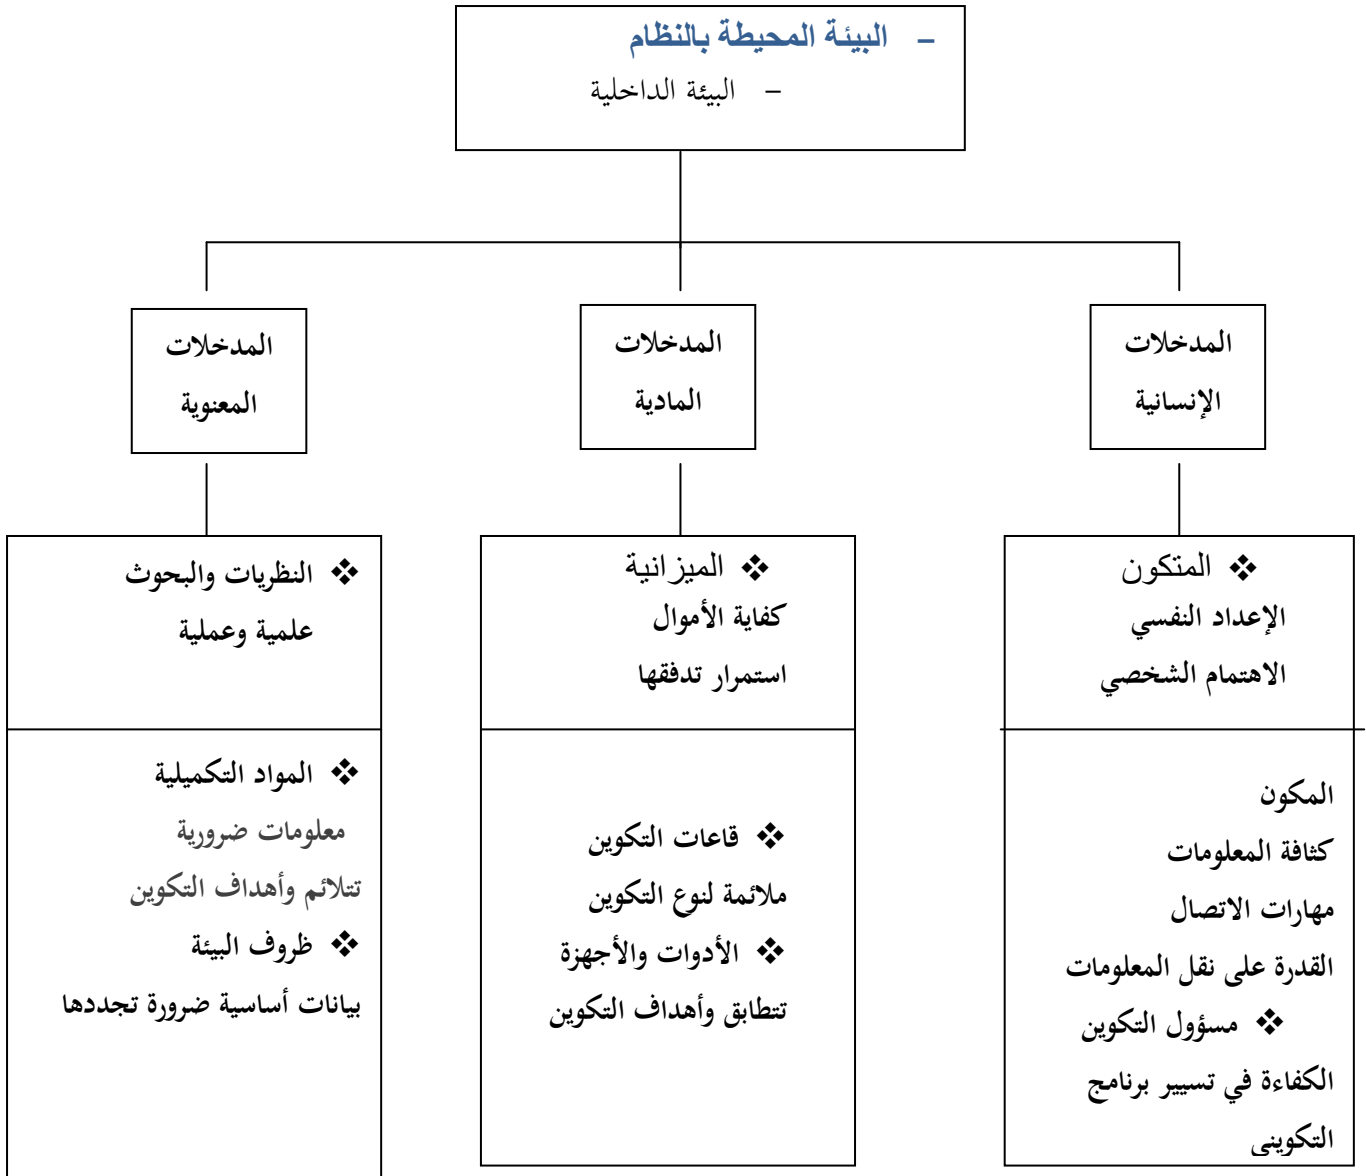 – البيئة المحيطة بالنظام
– البيئة الداخلية
المدخلات
الإنسانية
المدخلات
المادية
المدخلات
المعنوية
❖ المتكون
الإعداد النفسي
الاهتمام الشخصي
المكون
كثافة المعلومات
مهارات الاتصال
القدرة على نقل المعلومات
❖ مسؤول التكوين
الكفاءة في تسيير برنامج
التكويني
❖ الميزانية
كفاية الأموال
استمرار تدفقها
❖ قاعات التكوين
ملائمة لنوع التكوين
❖ الأدوات والأجهزة
تتطابق وأهداف التكوين
❖ النظريات والبحوث
علمية وعملية
❖ المواد التكميلية
معلومات ضرورية
تتلائم وأهداف التكوين
❖ ظروف البيئة
بيانات أساسية ضرورة تجددها